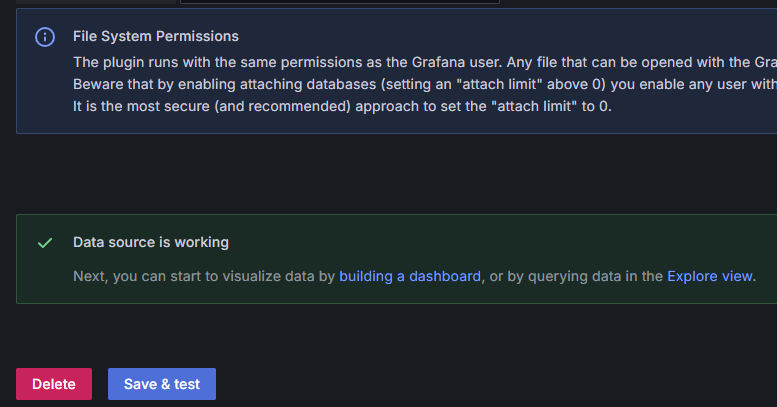 File System Permissions
The plugin runs with the same permissions as the Grafana user. Any file that can be opened with the
Beware that by enabling attaching databases (setting an "attach limit" above 0) you enable any user with
It is the most secure (and recommended) approach to set the "attach limit" to 0.
Data source is working
Next, you can start to visualize data by building a dashboard, or by querying data in the Explore view.
Delete
Save & test